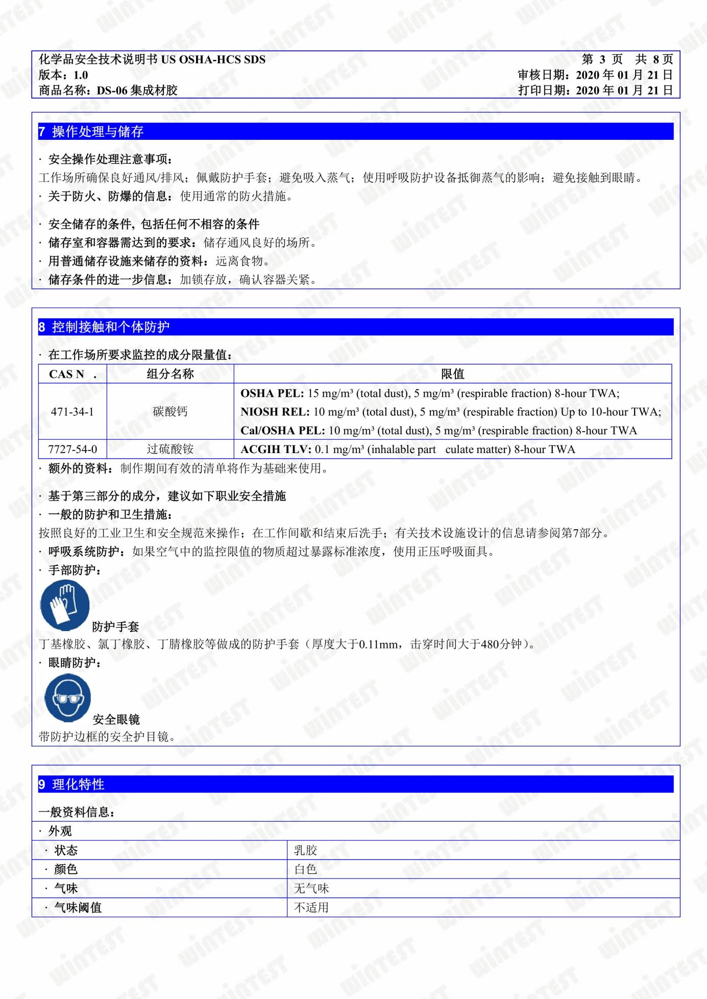 化学品安全技术说明书 US OSHA-HCS SDS 第 3 页 共 8 页
版本：1.0 审核日期：2020 年 01 月 21 日
商品名称：DS-06 集成材胶 打印日期：2020 年 01 月 21 日
7 操作处理与储存
· 安全操作处理注意事项：
工作场所确保良好通风/排风；佩戴防护手套；避免吸入蒸气；使用呼吸防护设备抵御蒸气的影响；避免接触到眼睛。
· 关于防火、防爆的信息：使用通常的防火措施。
· 安全储存的条件, 包括任何不相容的条件
· 储存室和容器需达到的要求：储存通风良好的场所。
· 用普通储存设施来储存的资料：远离食物。
· 储存条件的进一步信息：加锁存放，确认容器关紧。
8 控制接触和个体防护
· 在工作场所要求监控的成分限量值：
CAS N . 组分名称 限值
471-34-1 碳酸钙 OSHA PEL: 15 mg/m³ (total dust), 5 mg/m³ (respirable fraction) 8-hour TWA;
NIOSH REL: 10 mg/m³ (total dust), 5 mg/m³ (respirable fraction) Up to 10-hour TWA;
Cal/OSHA PEL: 10 mg/m³ (total dust), 5 mg/m³ (respirable fraction) 8-hour TWA
7727-54-0 过硫酸铵 ACGIH TLV: 0.1 mg/m³ (inhalable part culate matter) 8-hour TWA
· 额外的资料：制作期间有效的清单将作为基础来使用。
· 基于第三部分的成分，建议如下职业安全措施
· 一般的防护和卫生措施：
按照良好的工业卫生和安全规范来操作；在工作间歇和结束后洗手；有关技术设施设计的信息请参阅第7部分。
· 呼吸系统防护：如果空气中的监控限值的物质超过暴露标准浓度，使用正压呼吸面具。
· 手部防护：
防护手套
丁基橡胶、氯丁橡胶、丁腈橡胶等做成的防护手套（厚度大于0.11mm，击穿时间大于480分钟）。
· 眼睛防护：
安全眼镜
带防护边框的安全护目镜。
9 理化特性
一般资料信息：
· 外观
· 状态 乳胶
· 颜色 白色
· 气味 无气味
· 气味阈值 不适用